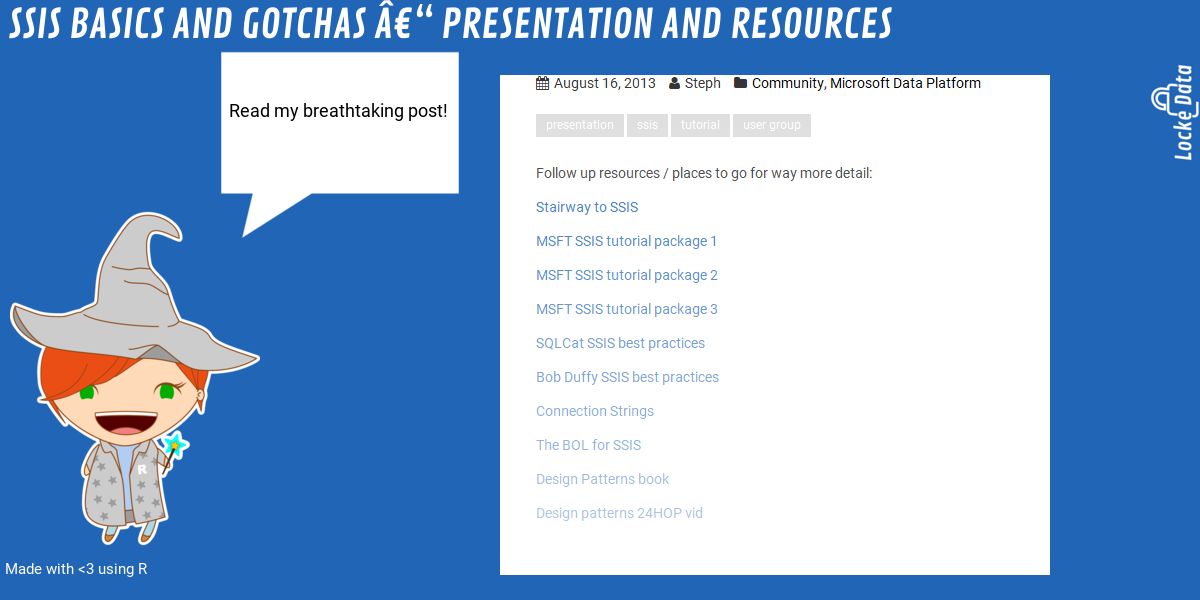 SSIS BASICS AND GOTCHAS Â€“ PRESENTATION AND RESOURCES
Read my breathtaking post!
August 16, 2013 Steph Community, Microsoft Data Platform
presentation ssis tutorial user group
Follow up resources / places to go for way more detail:
Stairway to SSIS
MSFT SSIS tutorial package 1
MSFT SSIS tutorial package 2
MSFT SSIS tutorial package 3
SQLCat SSIS best practices
Bob Duffy SSIS best practices
Connection Strings
The BOL for SSIS
Design Patterns book
Design patterns 24HOP vid
Locke Data
R
Made with <3 using R